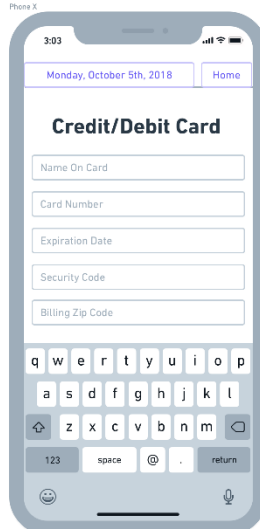 Phone X
3:03
Monday, October 5th, 2018 Home
Credit/Debit Card
Name On Card
Card Number
Expiration Date
Security Code
Billing Zip Code
q w e r t y u i o p
a s d f g h j k l
z x c v b n m
123 space @ . return